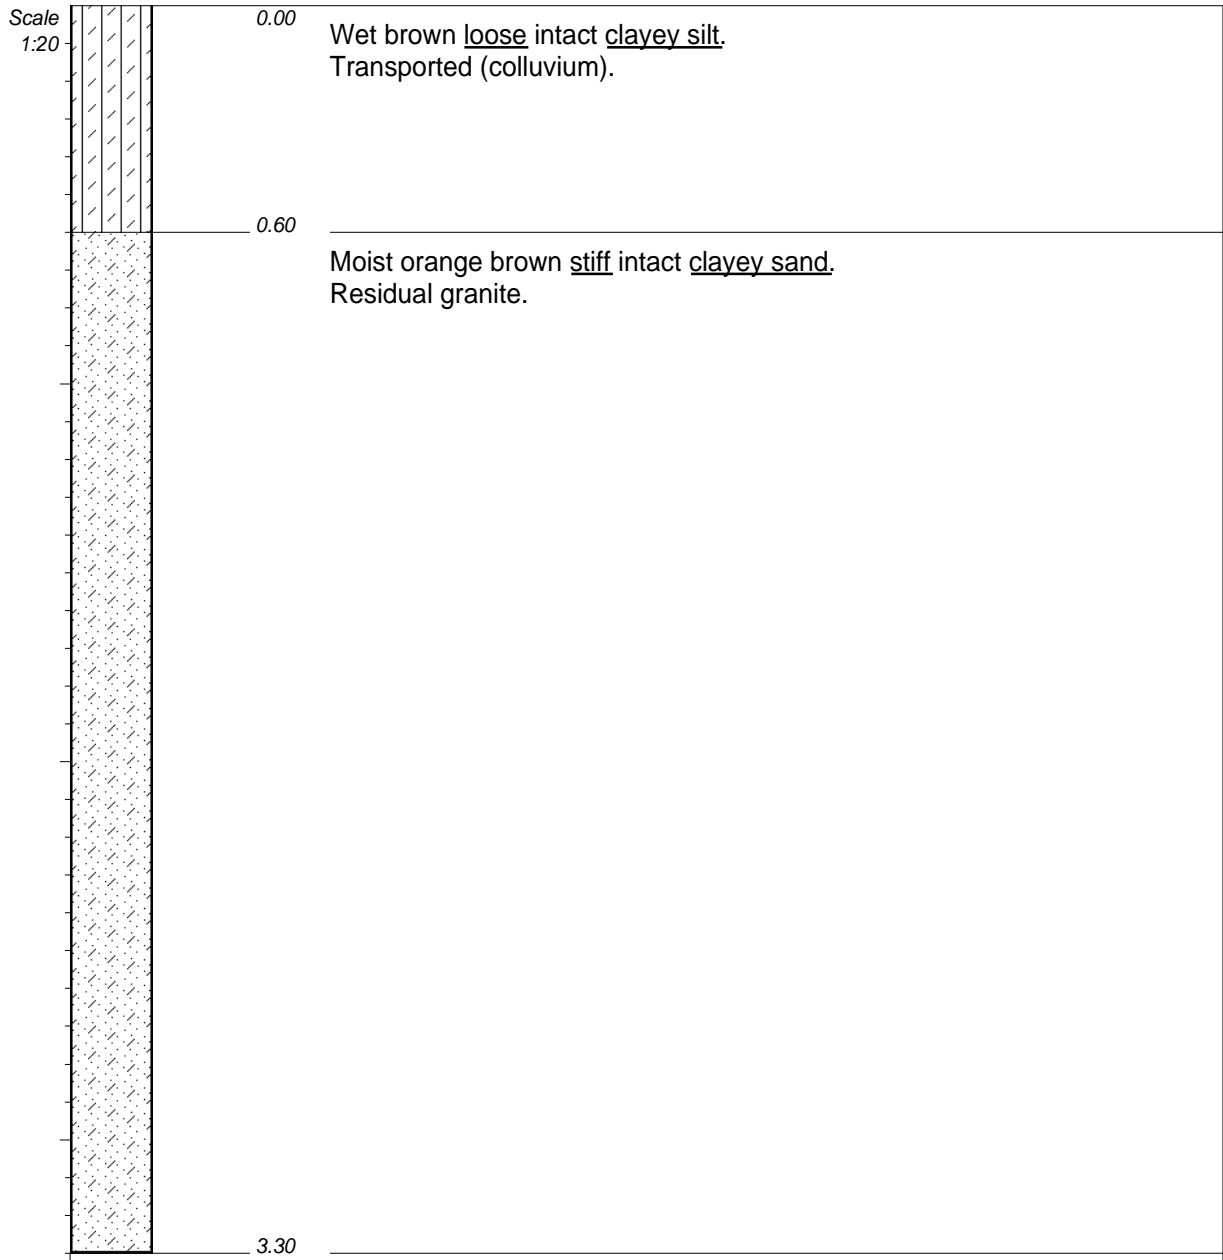 Scale
1:20
0.00
Wet brown loose intact clayey silt.
Transported (colluvium).
0.60
Moist orange brown stiff intact clayey sand.
Residual granite.
3.30